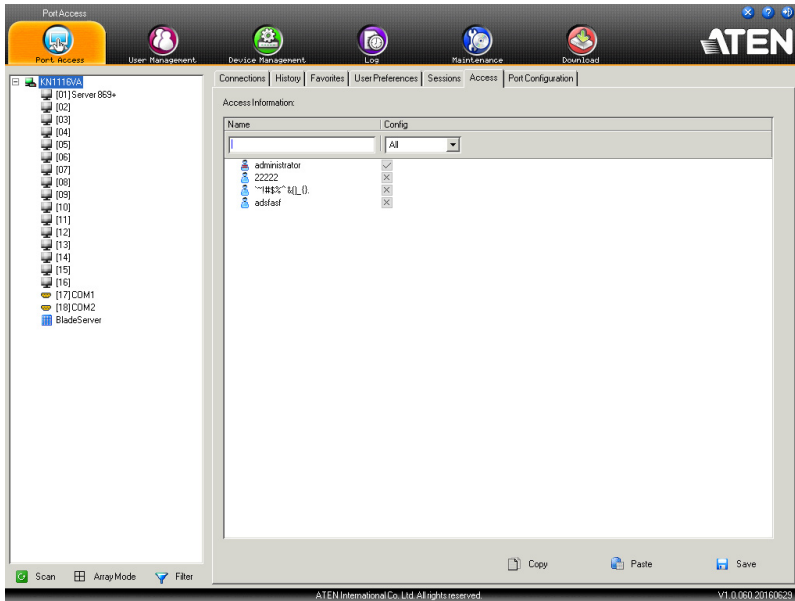 PortAccess
ATEN
Port Access User Management Device Management Log Maintenance Download
Connections History Favorites User Preferences Sessions Access Port Configuration
KN1116VA
[01] Server 869+
[02]
[03]
[04]
[05]
[06]
[07]
[08]
[09]
[10]
[11]
[12]
[13]
[14]
[15]
[16]
[17]COM1
[18]COM2
BladeServer
Access Information:
Name Config
All
administrator
22222
`~!#$%^&()_{}.
adsfasf
Copy Paste Save
Scan Array Mode Filter
ATEN International Co. Ltd. All rights reserved.
V1.0.060.20160629